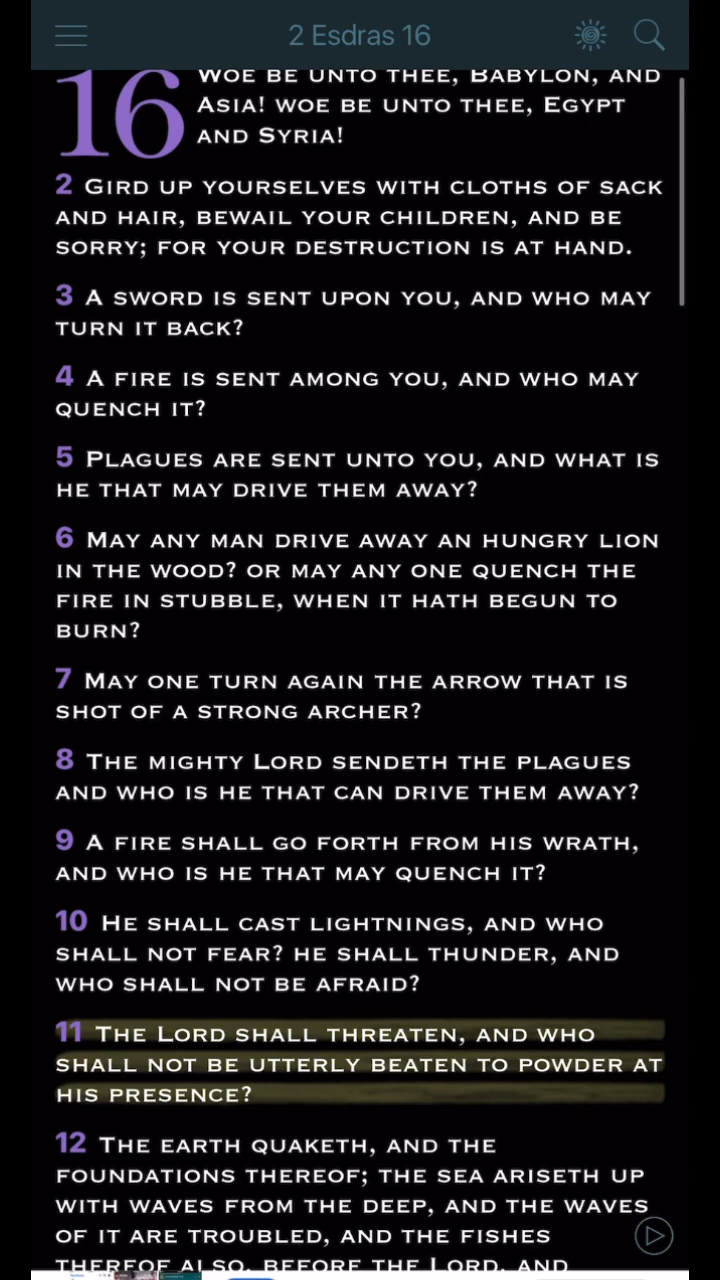 2 Esdras 16
16 Woe be unto thee, Babylon, and
Asia! woe be unto thee, Egypt
and Syria!
2 Gird up yourselves with cloths of sack
and hair, bewail your children, and be
sorry; for your destruction is at hand.
3 A sword is sent upon you, and who may
turn it back?
4 A fire is sent among you, and who may
quench it?
5 Plagues are sent unto you, and what is
he that may drive them away?
6 May any man drive away an hungry lion
in the wood? or may any one quench the
fire in stubble, when it hath begun to
burn?
7 May one turn again the arrow that is
shot of a strong archer?
8 The mighty Lord sendeth the plagues
and who is he that can drive them away?
9 A fire shall go forth from his wrath,
and who is he that may quench it?
10 He shall cast lightnings, and who
shall not fear? he shall thunder, and
who shall not be afraid?
11 The Lord shall threaten, and who
shall not be utterly beaten to powder at
his presence?
12 The earth quaketh, and the
foundations thereof; the sea ariseth up
with waves from the deep, and the waves
of it are troubled, and the fishes
thereof also, before the Lord, and